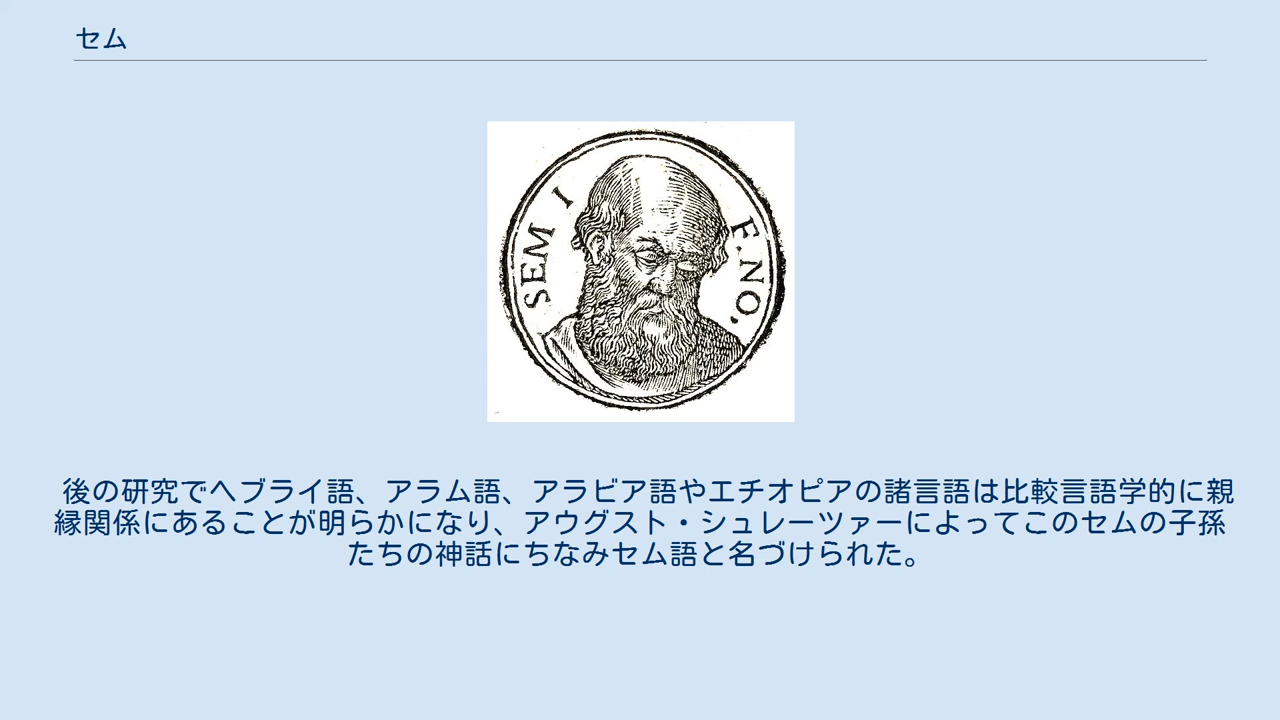 セム
SEM I F. NO.
後の研究でヘブライ語、アラム語、アラビア語やエチオピアの諸言語は比較言語学的に親
縁関係にあることが明らかになり、アウグスト・シュレーツァーによってこのセムの子孫
たちの神話にちなみセム語と名づけられた。